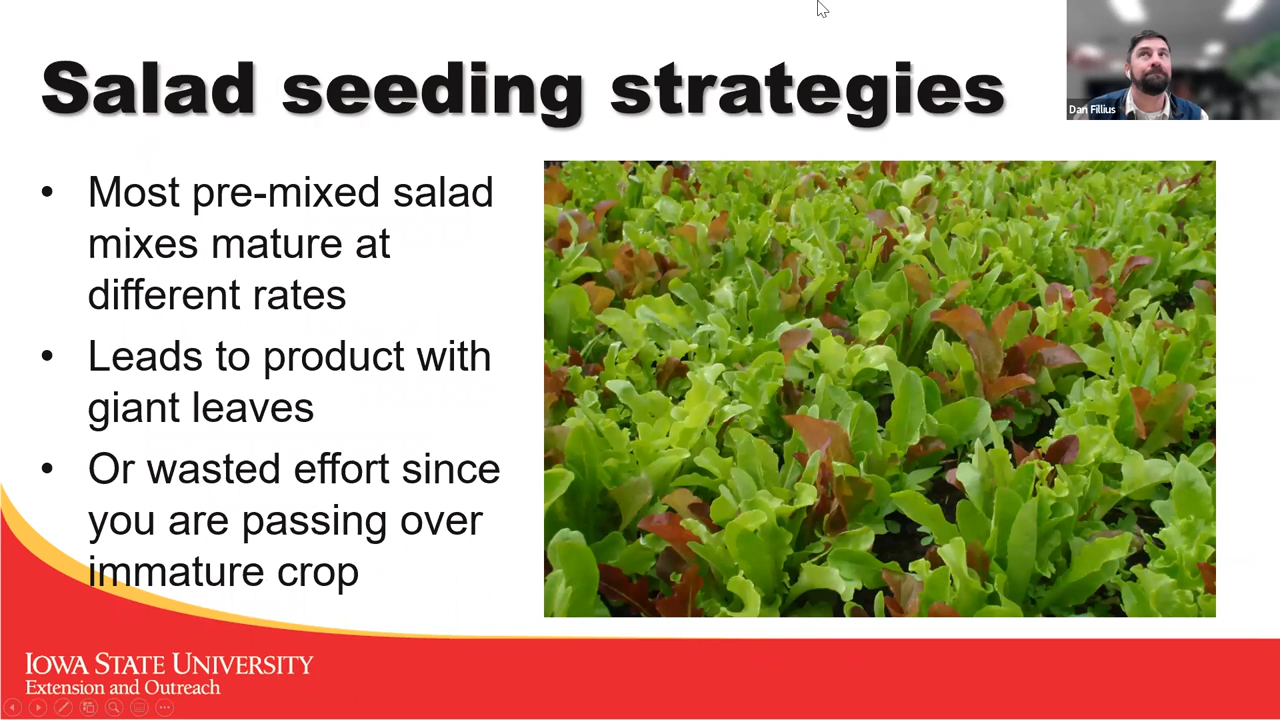 Salad seeding strategies
Dan Fillius
• Most pre-mixed salad
mixes mature at
different rates
• Leads to product with
giant leaves
• Or wasted effort since
you are passing over
immature crop
IOWA STATE UNIVERSITY
Extension and Outreach